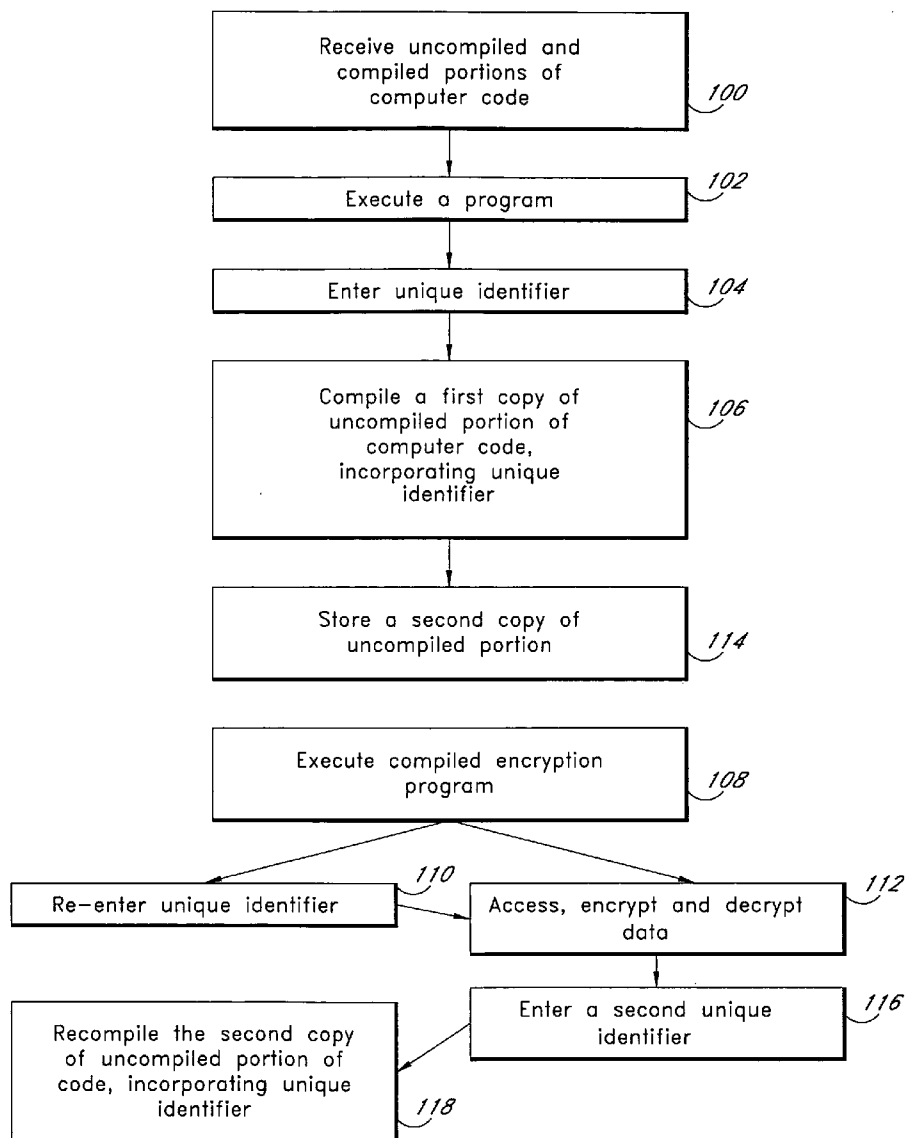 Receive uncompiled and
compiled portions of
computer code
100
Execute a program
102
Enter unique identifier
104
Compile a first copy of
uncompiled portion of
computer code,
incorporating unique
identifier
106
Store a second copy of
uncompiled portion
114
Execute compiled encryption
program
108
Re-enter unique identifier
110
Access, encrypt and decrypt
data
112
Enter a second unique
identifier
116
Recompile the second copy
of uncompiled portion of
code, incorporating unique
identifier
118